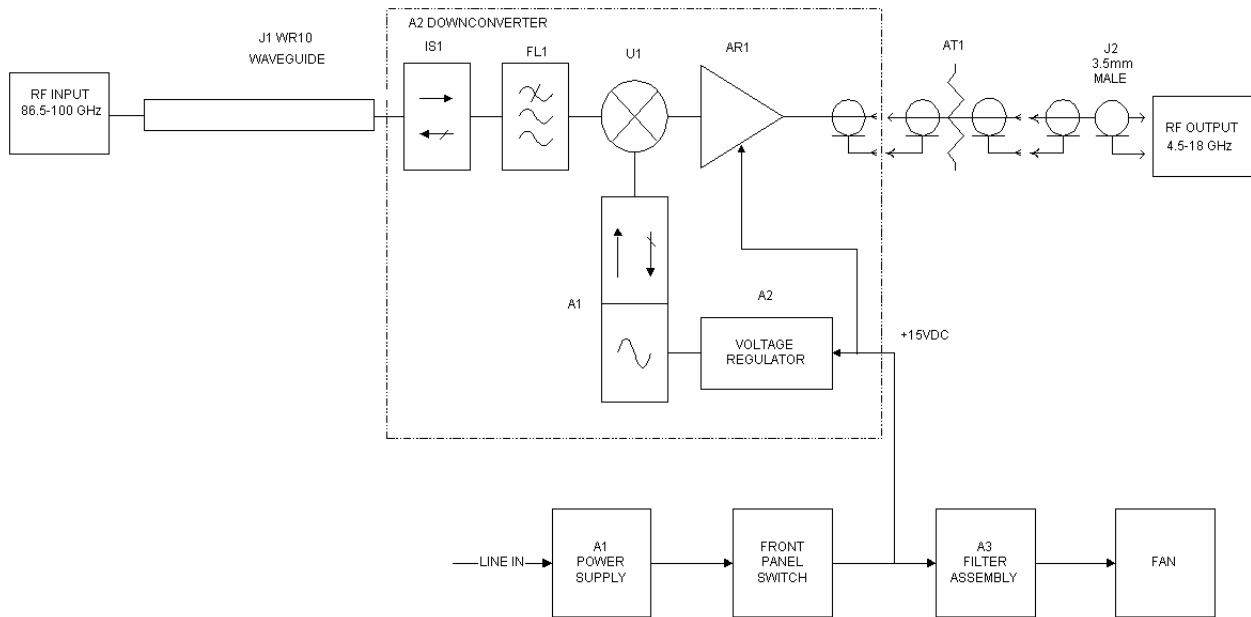 A2 DOWNCONVERTER
J1 WR10
WAVEGUIDE
IS1
FL1
U1
AR1
AT1
J2
3.5mm
MALE
RF INPUT
86.5-100 GHz
RF OUTPUT
4.5-18 GHz
A1
A2
VOLTAGE
REGULATOR
+15VDC
LINE IN
A1
POWER
SUPPLY
FRONT
PANEL
SWITCH
A3
FILTER
ASSEMBLY
FAN